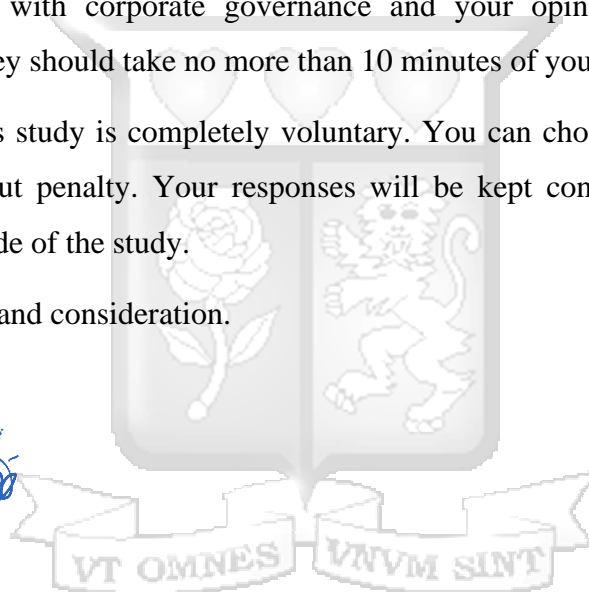 with corporate governance and your opin
ey should take no more than 10 minutes of you
s study is completely voluntary. You can cho
ut penalty. Your responses will be kept con
de of the study.
and consideration.
VT OMNES VNVM SINT